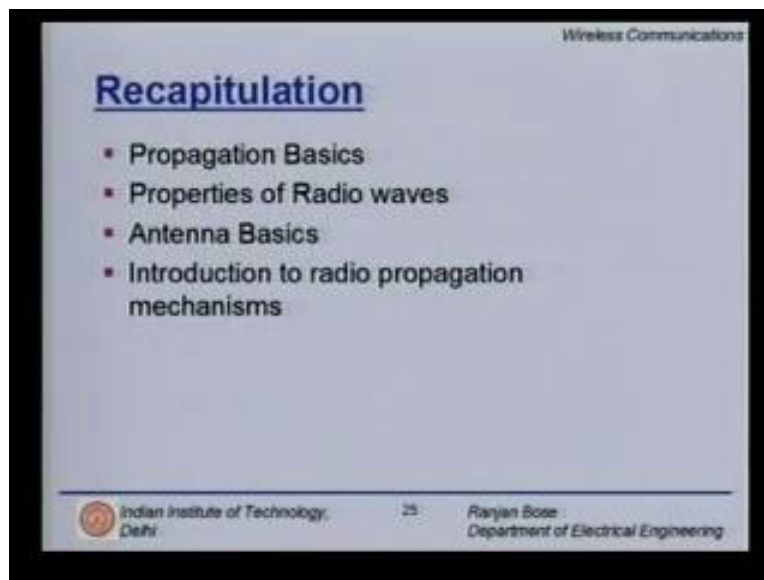 Wireless Communications
Recapitulation
Propagation Basics
Properties of Radio waves
Antenna Basics
Introduction to radio propagation
mechanisms
Indian Institute of Technology,
Delhi
25
Ranjan Bose
Department of Electrical Engineering